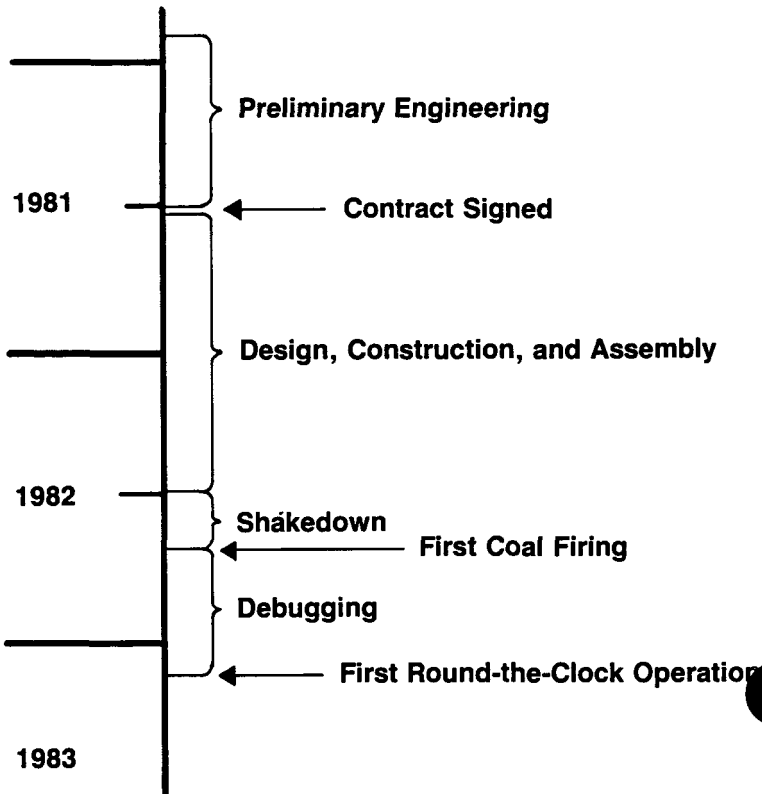 Preliminary Engineering
1981
Contract Signed
Design, Construction, and Assembly
1982
Shakedown
First Coal Firing
Debugging
First Round-the-Clock Operation
1983